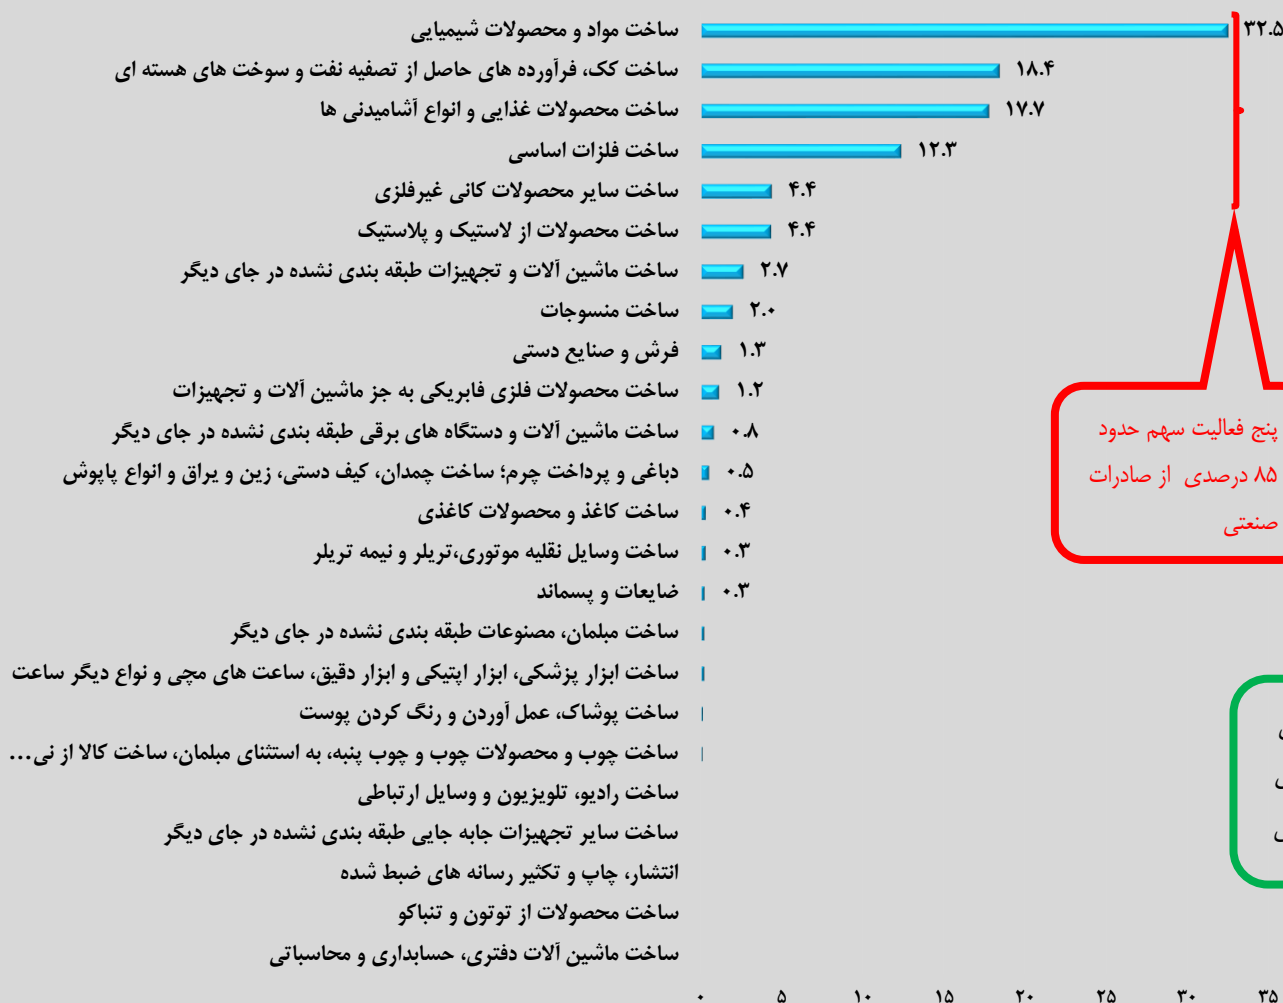 ساخت مواد و محصولات شیمیایی ۳۲.۵
ساخت کک، فرآورده های حاصل از تصفیه نفت و سوخت های هسته ای ۱۸.۴
ساخت محصولات غذایی و انواع آشامیدنی ها ۱۷.۷
ساخت فلزات اساسی ۱۲.۳
ساخت سایر محصولات کانی غیرفلزی ۴.۴
ساخت محصولات از لاستیک و پلاستیک ۴.۴
ساخت ماشین آلات و تجهیزات طبقه بندی نشده در جای دیگر ۲.۷
ساخت منسوجات ۲.۰
فرش و صنایع دستی ۱.۳
ساخت محصولات فلزی فابریکی به جز ماشین آلات و تجهیزات ۱.۲
ساخت ماشین آلات و دستگاه های برقی طبقه بندی نشده در جای دیگر ۰.۸
دباغی و پرداخت چرم؛ ساخت چمدان، کیف دستی، زین و یراق و انواع پاپوش ۰.۵
ساخت کاغذ و محصولات کاغذی ۰.۴
ساخت وسایل نقلیه موتوری،تریلر و نیمه تریلر ۰.۳
ضایعات و پسماند ۰.۳
ساخت مبلمان، مصنوعات طبقه بندی نشده در جای دیگر
ساخت ابزار پزشکی، ابزار اپتیکی و ابزار دقیق، ساعت های مچی و نواع دیگر ساعت
ساخت پوشاک، عمل آوردن و رنگ کردن پوست
ساخت چوب و محصولات چوب و چوب پنبه، به استثنای مبلمان، ساخت کالا از نی...
ساخت رادیو، تلویزیون و وسایل ارتباطی
ساخت سایر تجهیزات جابه جایی طبقه بندی نشده در جای دیگر
انتشار، چاپ و تکثیر رسانه های ضبط شده
ساخت محصولات از توتون و تنباکو
ساخت ماشین آلات دفتری، حسابداری و محاسباتی
۰ ۵ ۱۰ ۱۵ ۲۰ ۲۵ ۳۰ ۳۵
پنج فعالیت سهم حدود
۸۵ درصدی از صادرات
صنعتی